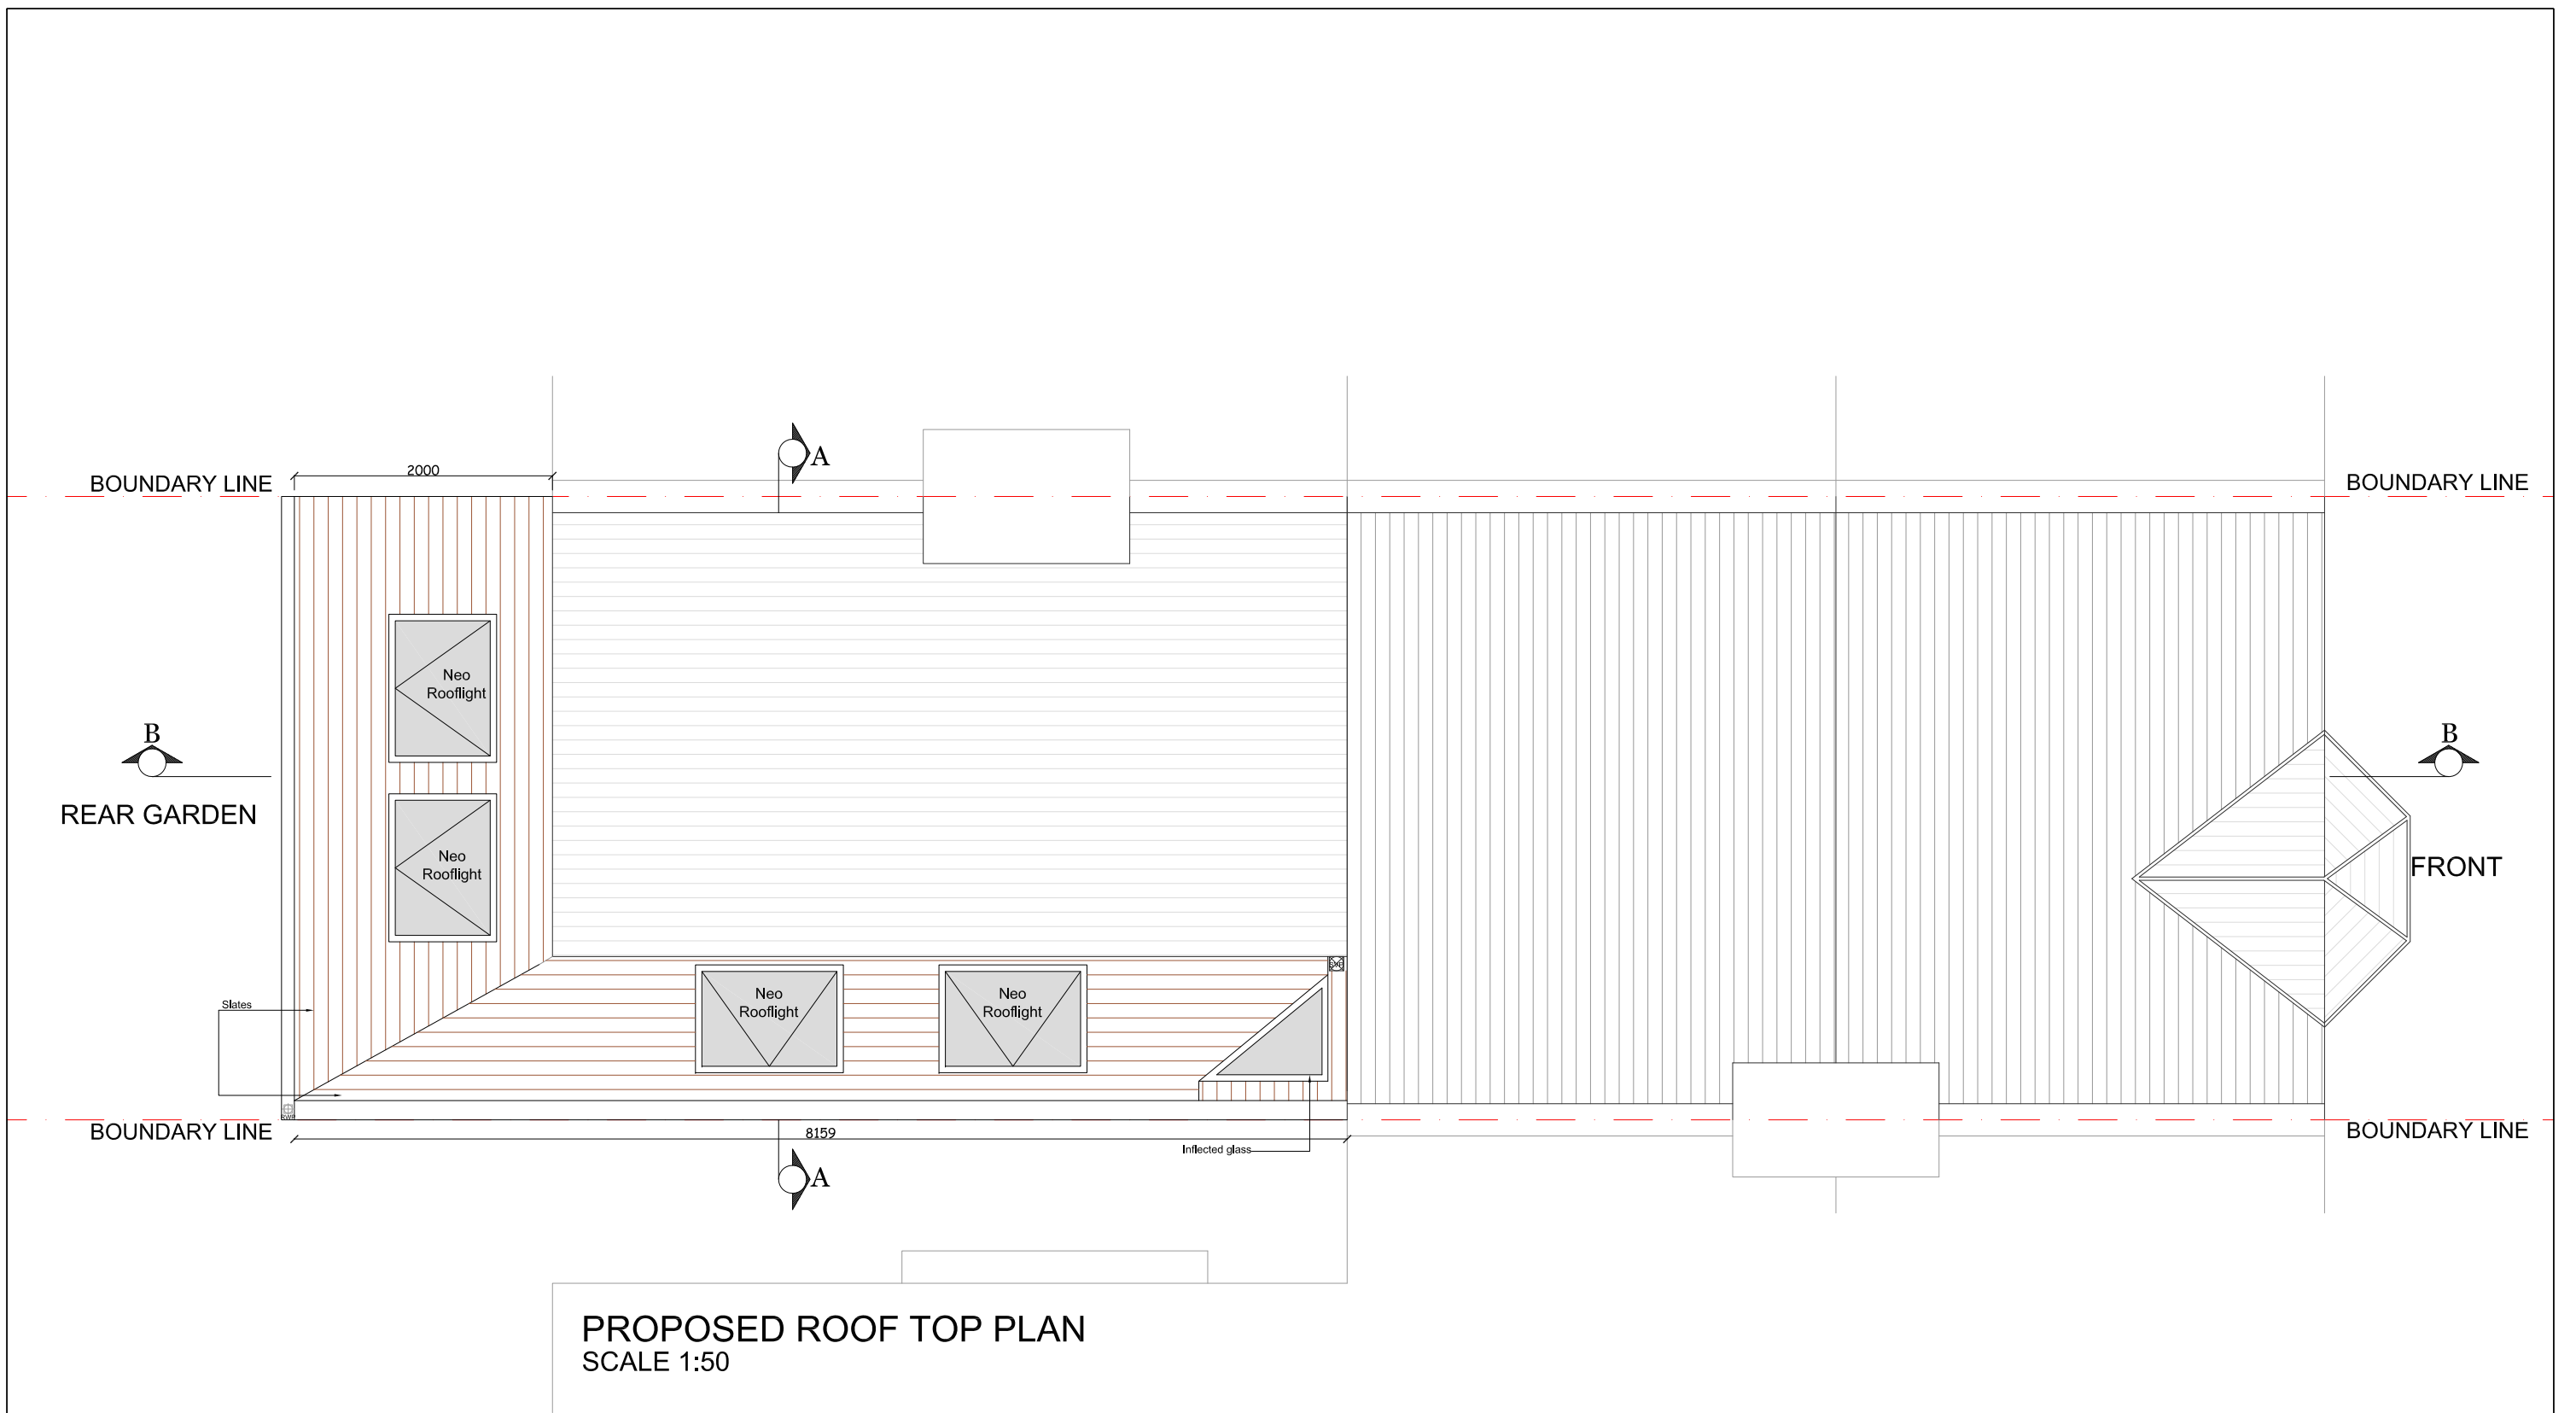 A
2000
BOUNDARY LINE
BOUNDARY LINE
Neo
Rooflight
B
B
REAR GARDEN
Neo
Rooflight
FRONT
Neo
Rooflight
Neo
Rooflight
Slates
RWP
BOUNDARY LINE
8159
BOUNDARY LINE
Inflected glass
A
PROPOSED ROOF TOP PLAN
SCALE 1:50